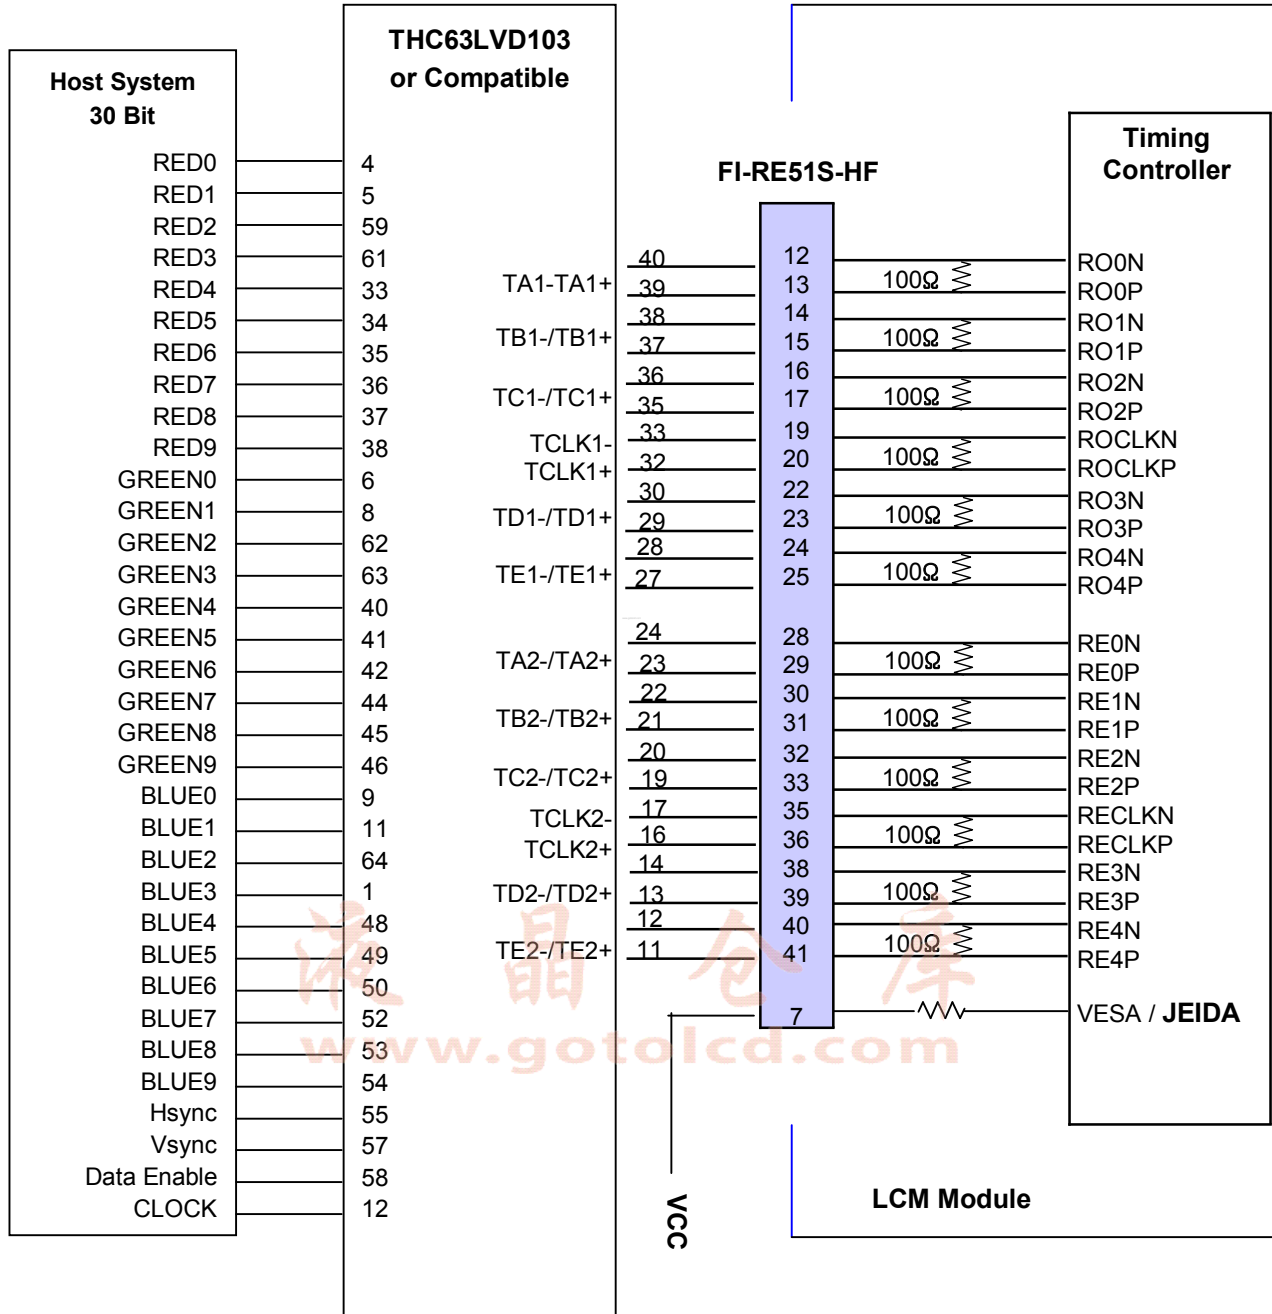 THC63LVD103
or Compatible
Host System
30 Bit
RED0
RED1
RED2
RED3
RED4
RED5
RED6
RED7
RED8
RED9
GREEN0
GREEN1
GREEN2
GREEN3
GREEN4
GREEN5
GREEN6
GREEN7
GREEN8
GREEN9
BLUE0
BLUE1
BLUE2
BLUE3
BLUE4
BLUE5
BLUE6
BLUE7
BLUE8
BLUE9
Hsync
Vsync
Data Enable
CLOCK
4
5
59
61
33
34
35
36
37
38
6
8
62
63
40
41
42
44
45
46
9
11
64
1
48
49
50
52
53
54
55
57
58
12
TA1-TA1+
TB1-/TB1+
TC1-/TC1+
TCLK1-
TCLK1+
TD1-/TD1+
TE1-/TE1+
TA2-/TA2+
TB2-/TB2+
TC2-/TC2+
TCLK2-
TCLK2+
TD2-/TD2+
TE2-/TE2+
40
39
38
37
36
35
33
32
30
29
28
27
24
23
22
21
20
19
17
16
14
13
12
11
FI-RE51S-HF
12
13
14
15
16
17
19
20
22
23
24
25
28
29
30
31
32
33
35
36
38
39
40
41
7
100Ω
100Ω
100Ω
100Ω
100Ω
100Ω
100Ω
100Ω
100Ω
100Ω
100Ω
100Ω
Timing
Controller
RO0N
RO0P
RO1N
RO1P
RO2N
RO2P
ROCLKN
ROCLKP
RO3N
RO3P
RO4N
RO4P
RE0N
RE0P
RE1N
RE1P
RE2N
RE2P
RECLKN
RECLKP
RE3N
RE3P
RE4N
RE4P
VESA / JEIDA
VCC
LCM Module
液晶仓库
www.gotolcd.com